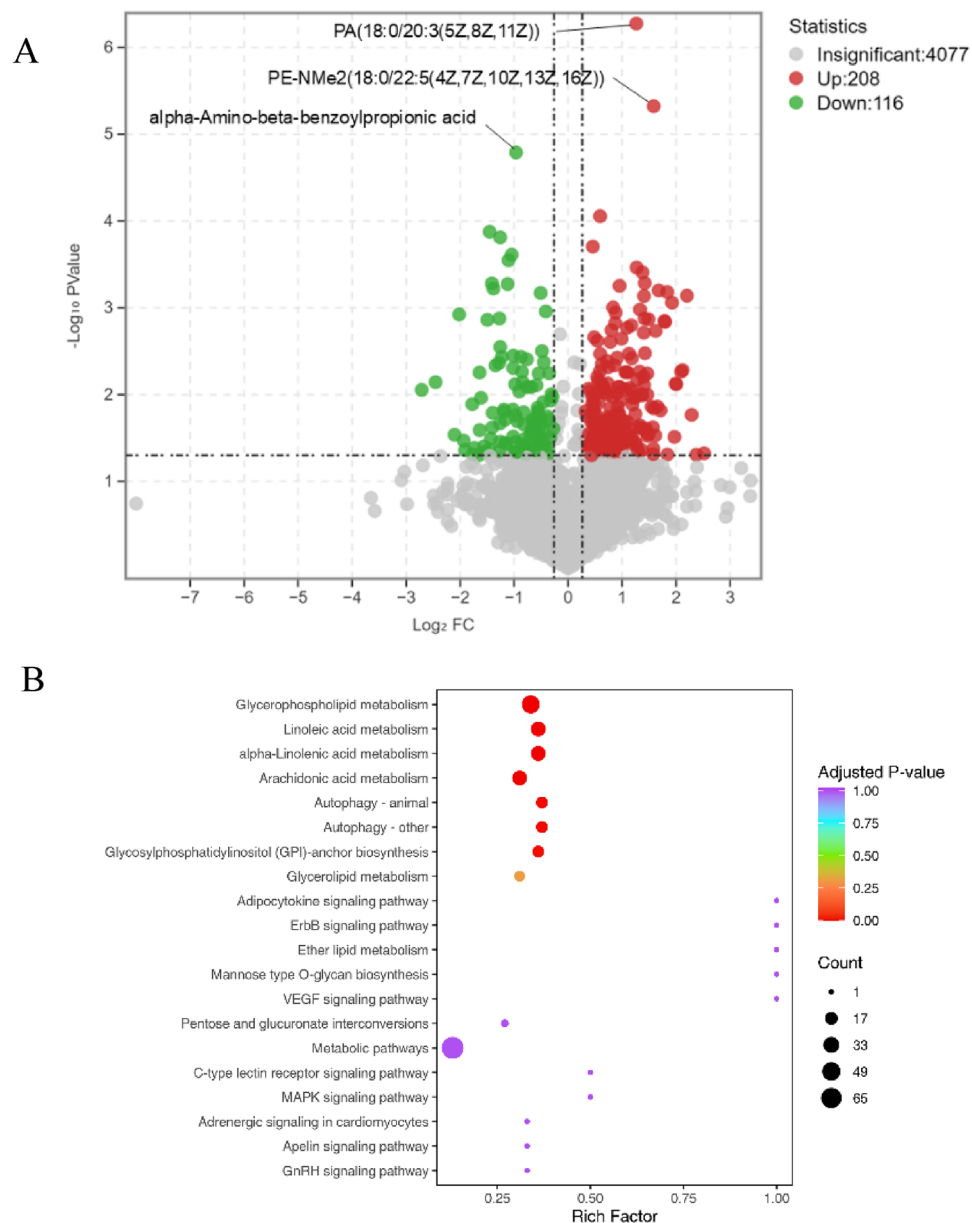 A
PA(18:0/20:3(5Z,8Z,11Z))
PE-NMe2(18:0/22:5(4Z,7Z,10Z,13Z,16Z))
alpha-Amino-beta-benzoylpropionic acid
Statistics
Insignificant:4077
Up:208
Down:116
-Log₁₀ PValue
6
5
4
3
2
1
−7
−6
−5
−4
−3
−2
−1
0
1
2
3
Log₂ FC
B
Glycerophospholipid metabolism
Linoleic acid metabolism
alpha-Linolenic acid metabolism
Arachidonic acid metabolism
Autophagy - animal
Autophagy - other
Glycosylphosphatidylinositol (GPI)-anchor biosynthesis
Glycerolipid metabolism
Adipocytokine signaling pathway
ErbB signaling pathway
Ether lipid metabolism
Mannose type O-glycan biosynthesis
VEGF signaling pathway
Pentose and glucuronate interconversions
Metabolic pathways
C-type lectin receptor signaling pathway
MAPK signaling pathway
Adrenergic signaling in cardiomyocytes
Apelin signaling pathway
GnRH signaling pathway
0.25
0.50
0.75
1.00
Rich Factor
Adjusted P-value
1.00
0.75
0.50
0.25
0.00
Count
1
17
33
49
65